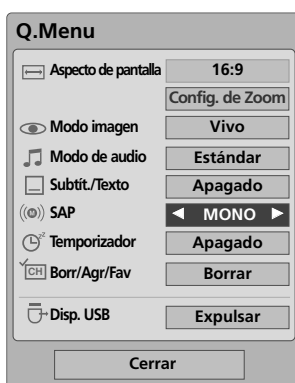 Q.Menu
Aspecto de pantalla 16:9
Config. de Zoom
Modo imagen Vivo
Modo de audio Estándar
Subtít./Texto Apagado
SAP ◀ MONO ▶
Temporizador Apagado
CH Borr/Agr/Fav Borrar
Disp. USB Expulsar
Cerrar